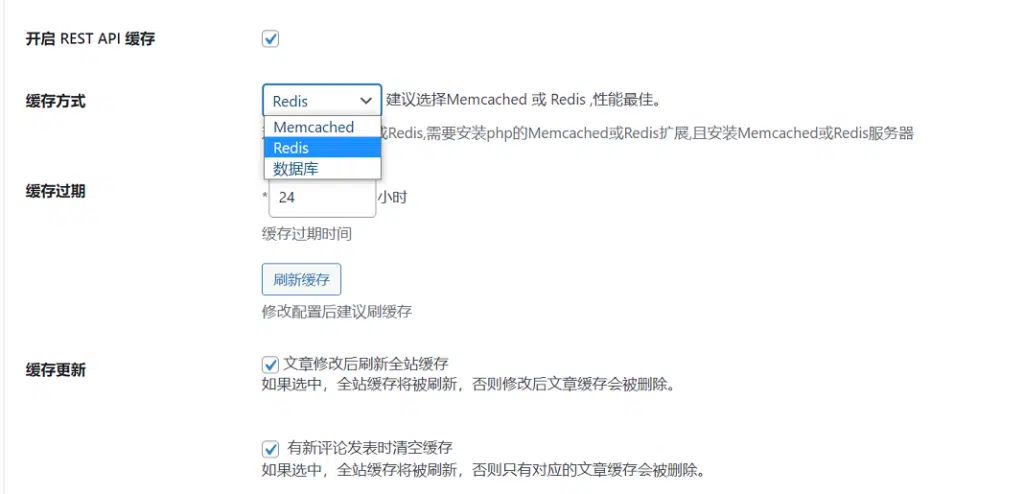 开启 REST API 缓存
缓存方式
Redis
建议选择Memcached 或 Redis ,性能最佳。
Memcached
Redis
数据库
或Redis,需要安装php的Memcached或Redis扩展,且安装Memcached或Redis服务器
缓存过期
*
24
小时
缓存过期时间
刷新缓存
修改配置后建议刷缓存
缓存更新
文章修改后刷新全站缓存
如果选中，全站缓存将被刷新，否则修改后文章缓存会被删除。
有新评论发表时清空缓存
如果选中，全站缓存将被刷新，否则只有对应的文章缓存会被删除。